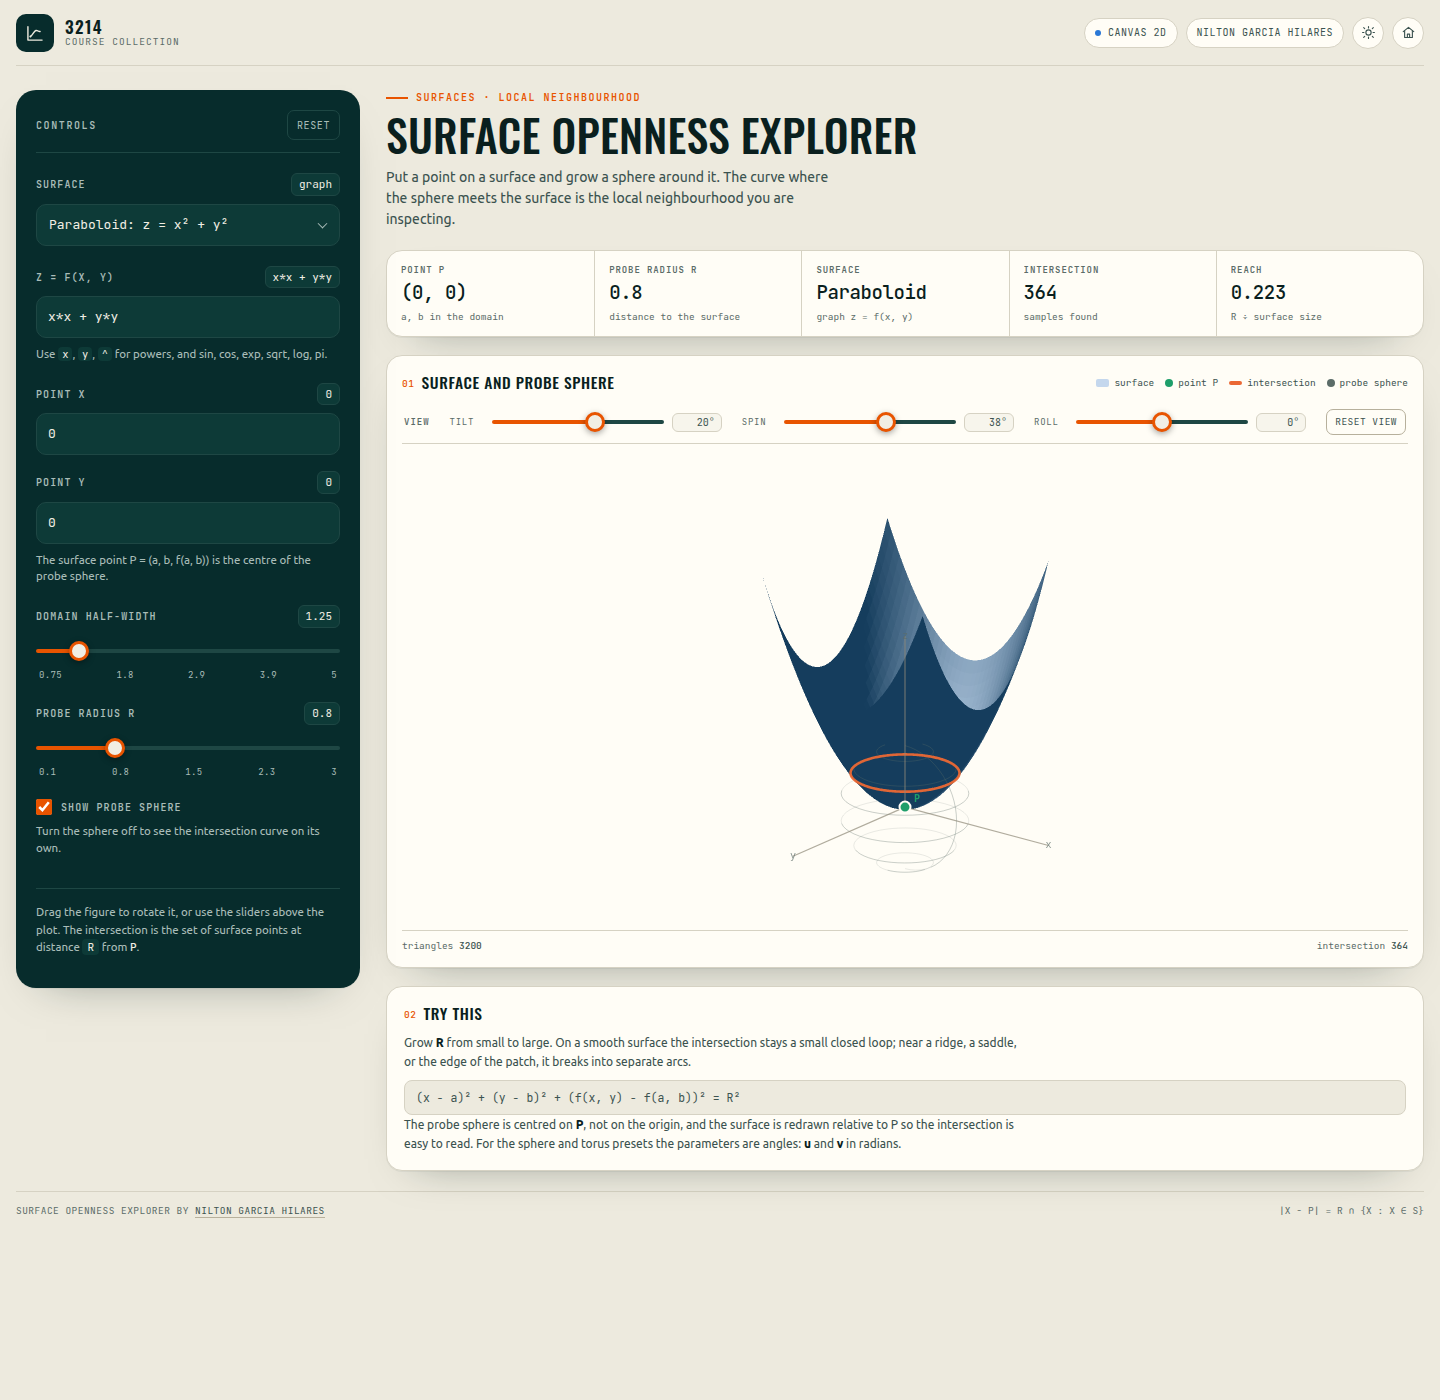 3214
COURSE COLLECTION
CANVAS 2D
NILTON GARCIA HILARES
CONTROLS
RESET
SURFACE
graph
Paraboloid: z = x² + y²
Z = F(X, Y)
x*x + y*y
x*x + y*y
Use x, y, ^ for powers, and sin, cos, exp, sqrt, log, pi.
POINT X
0
0
POINT Y
0
0
The surface point P = (a, b, f(a, b)) is the centre of the
probe sphere.
DOMAIN HALF-WIDTH
1.25
0.75 1.8 2.9 3.9 5
PROBE RADIUS R
0.8
0.1 0.8 1.5 2.3 3
SHOW PROBE SPHERE
Turn the sphere off to see the intersection curve on its
own.
Drag the figure to rotate it, or use the sliders above the
plot. The intersection is the set of surface points at
distance R from P.
SURFACES · LOCAL NEIGHBOURHOOD
SURFACE OPENNESS EXPLORER
Put a point on a surface and grow a sphere around it. The curve where
the sphere meets the surface is the local neighbourhood you are
inspecting.
POINT P
(0, 0)
a, b in the domain
PROBE RADIUS R
0.8
distance to the surface
SURFACE
Paraboloid
graph z = f(x, y)
INTERSECTION
364
samples found
REACH
0.223
R ÷ surface size
01 SURFACE AND PROBE SPHERE
surface
point P
intersection
probe sphere
VIEW
TILT
20°
SPIN
38°
ROLL
0°
RESET VIEW
P
y
x
triangles 3200
intersection 364
02 TRY THIS
Grow R from small to large. On a smooth surface the intersection stays a small closed loop; near a ridge, a saddle,
or the edge of the patch, it breaks into separate arcs.
(x - a)² + (y - b)² + (f(x, y) - f(a, b))² = R²
The probe sphere is centred on P, not on the origin, and the surface is redrawn relative to P so the intersection is
easy to read. For the sphere and torus presets the parameters are angles: u and v in radians.
SURFACE OPENNESS EXPLORER BY NILTON GARCIA HILARES
|X - P| = R ∩ {X : X ∈ S}